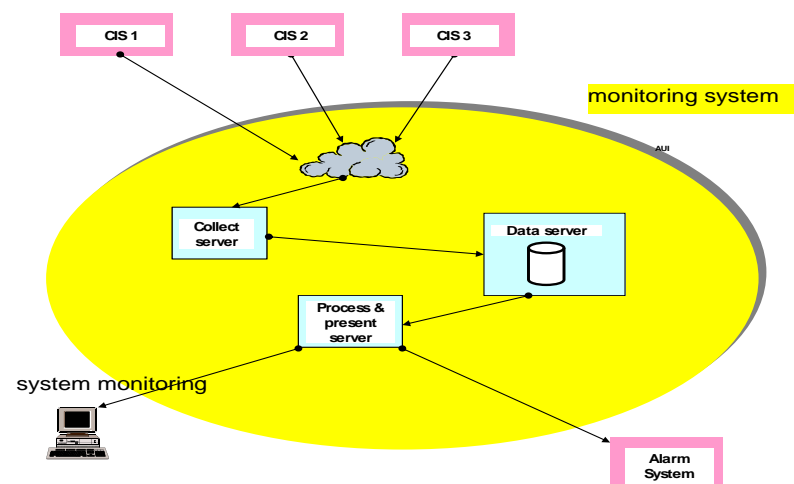 CIS 1
CIS 2
CIS 3
monitoring system
AUI
Collect
server
Data server
Process &
present
server
system monitoring
Alarm
System